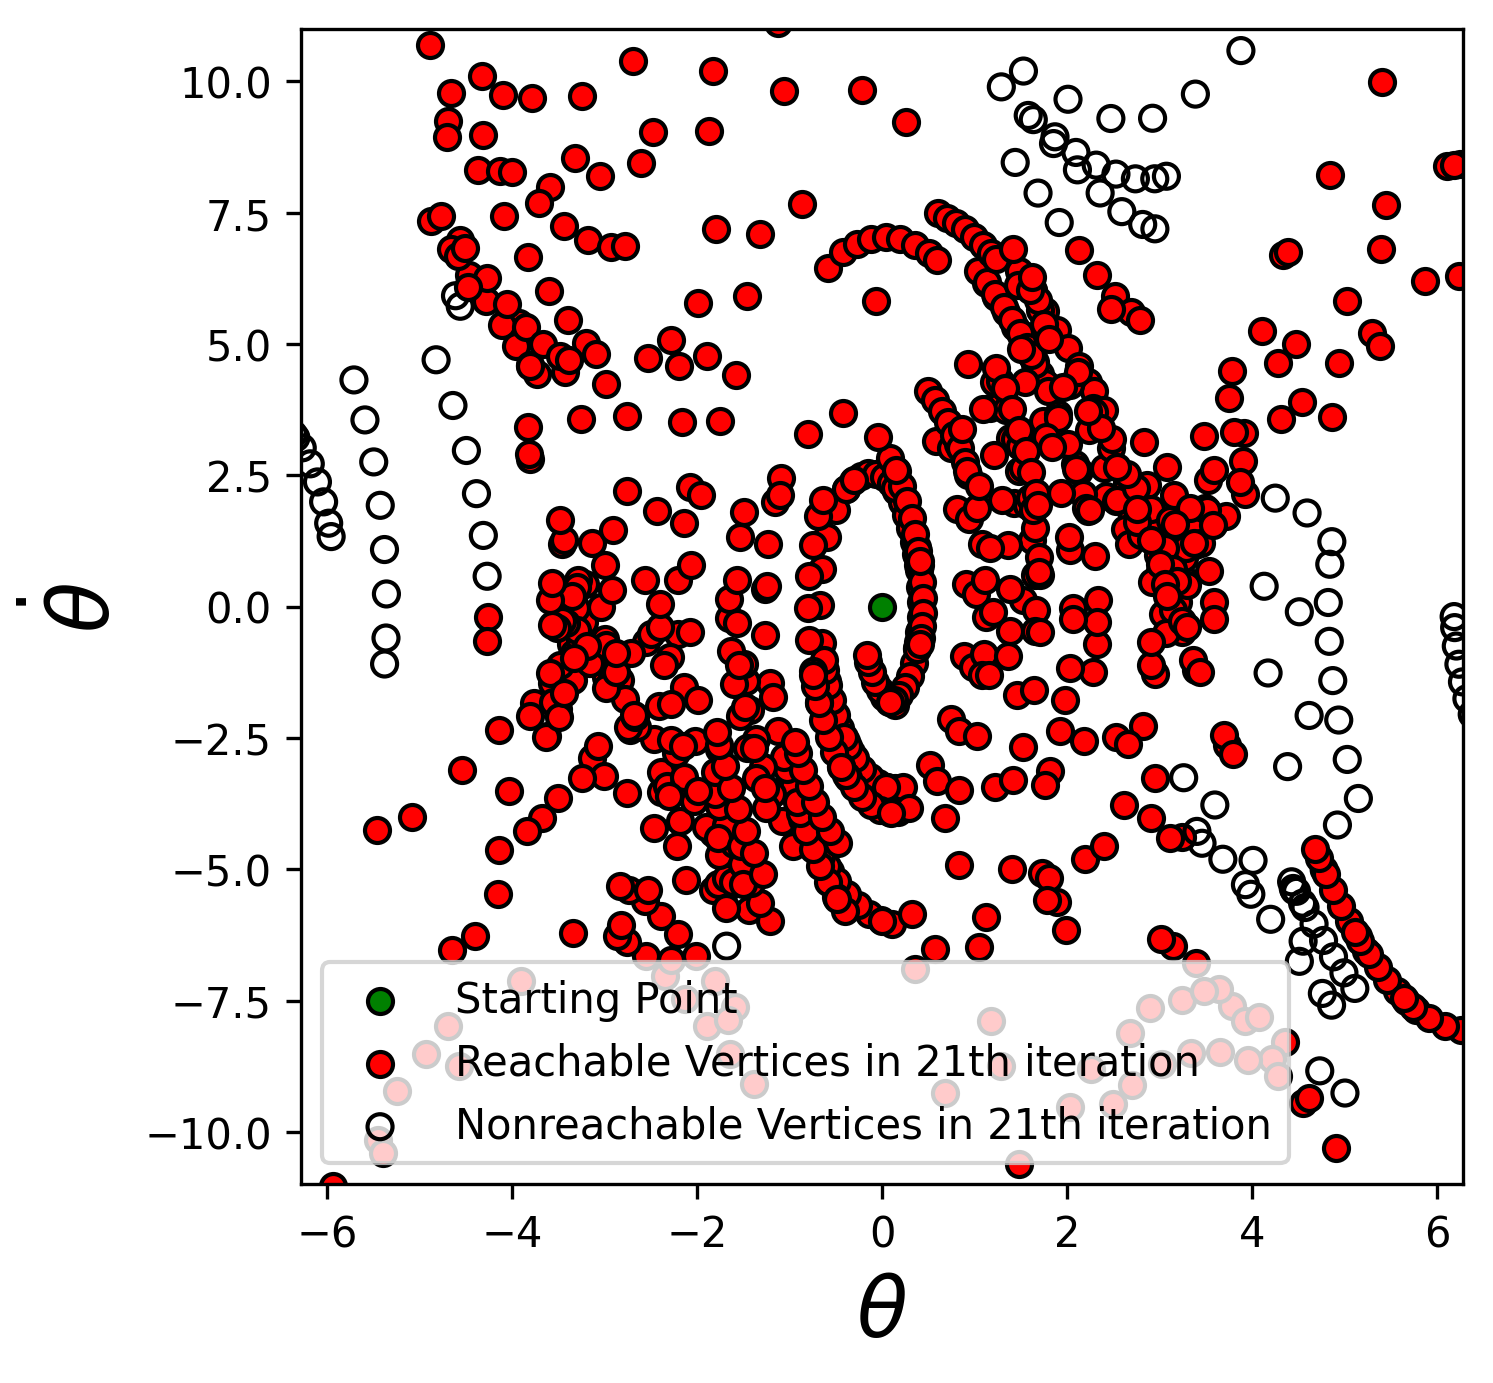 10.0
7.5
5.0
2.5
0.0
−2.5
−5.0
−7.5
−10.0
θ̇
Starting Point
Reachable Vertices in 21th iteration
Nonreachable Vertices in 21th iteration
−6 −4 −2 0 2 4 6
θ